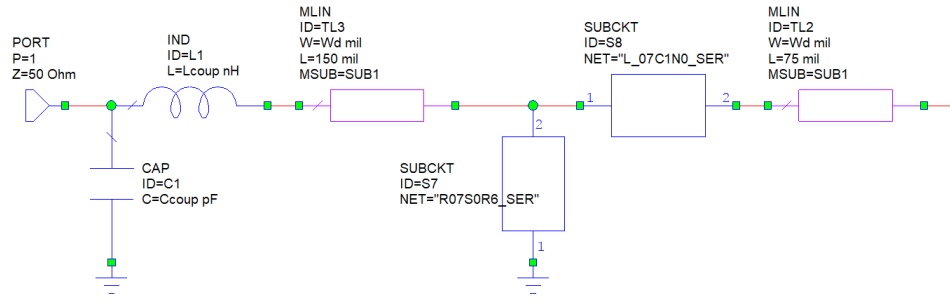 PORT
P=1
Z=50 Ohm
IND
ID=L1
L=Lcoup nH
MLIN
ID=TL3
W=Wd mil
L=150 mil
MSUB=SUB1
SUBCKT
ID=S8
NET="L_07C1N0_SER"
MLIN
ID=TL2
W=Wd mil
L=75 mil
MSUB=SUB1
1
2
CAP
ID=C1
C=Ccoup pF
SUBCKT
ID=S7
NET="R07S0R6_SER"
2
1